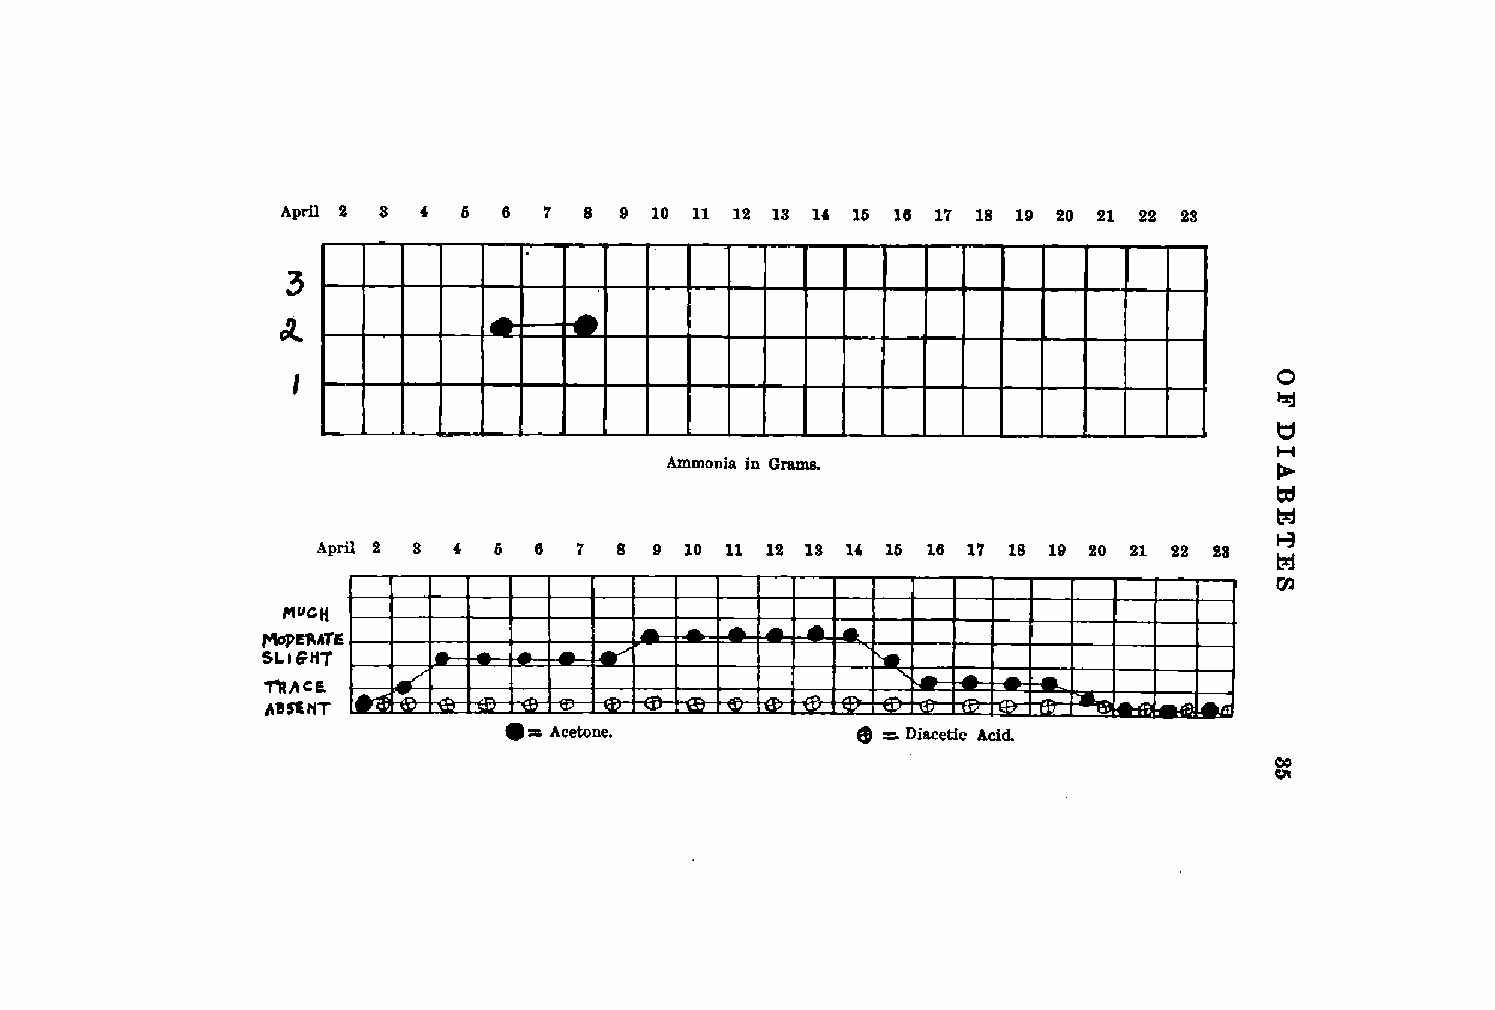 April 2 3 4 5 6 7 8 9 10 11 12 13 14 15 16 17 18 19 20 21 22 23
3
2
1
Ammonia in Grams.
April 2 3 4 5 6 7 8 9 10 11 12 13 14 15 16 17 18 19 20 21 22 23
MUCH
MODERATE
SLIGHT
TRACE
ABSENT
= Acetone.
= Diacetic Acid.
OF DIABETES
35